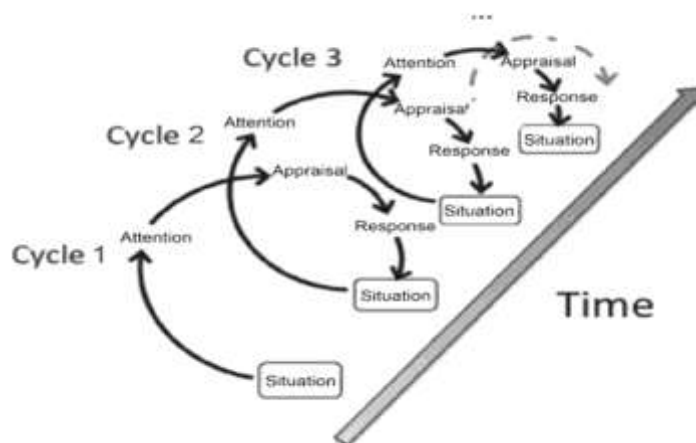 ...
Cycle 3
Attention
Appraisal
Response
Situation
Cycle 2
Attention
Appraisal
Response
Situation
Cycle 1
Attention
Appraisal
Response
Situation
Situation
Time